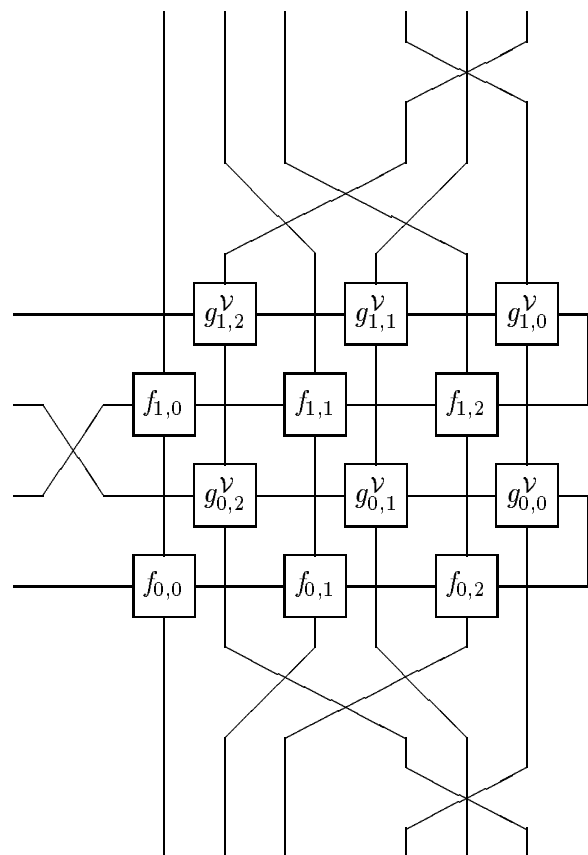 g^𝒱_{1,2} g^𝒱_{1,1} g^𝒱_{1,0}
f_{1,0} f_{1,1} f_{1,2}
g^𝒱_{0,2} g^𝒱_{0,1} g^𝒱_{0,0}
f_{0,0} f_{0,1} f_{0,2}